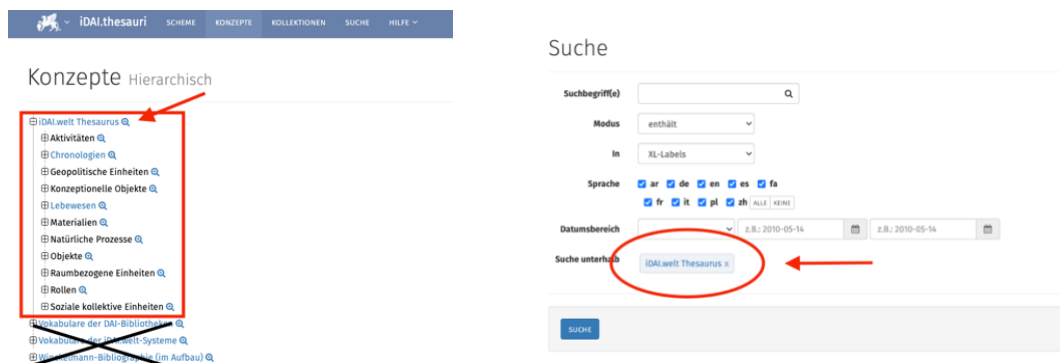 iDAI.thesauri SCHEME KONZEPTE KOLLEKTIONEN SUCHE HILFE
Konzepte Hierarchisch
iDAI.welt Thesaurus
Aktivitäten
Chronologien
Geopolitische Einheiten
Konzeptionelle Objekte
Lebewesen
Materialien
Natürliche Prozesse
Objekte
Raumbezogene Einheiten
Rollen
Soziale kollektive Einheiten
Vokabulare der DAI-Bibliotheken
Vokabulare der iDAI.welt-Systeme
Winckelmann-Bibliographie (im Aufbau)
Suche
Suchbegriff(e)
Modus enthält
In XL-Labels
Sprache ar de en es fa
fr it pl zh ALLE KEINE
Datumsbereich z.B.: 2010-05-14 z.B.: 2010-05-14
Suche unterhalb iDAI.welt Thesaurus x
SUCHE